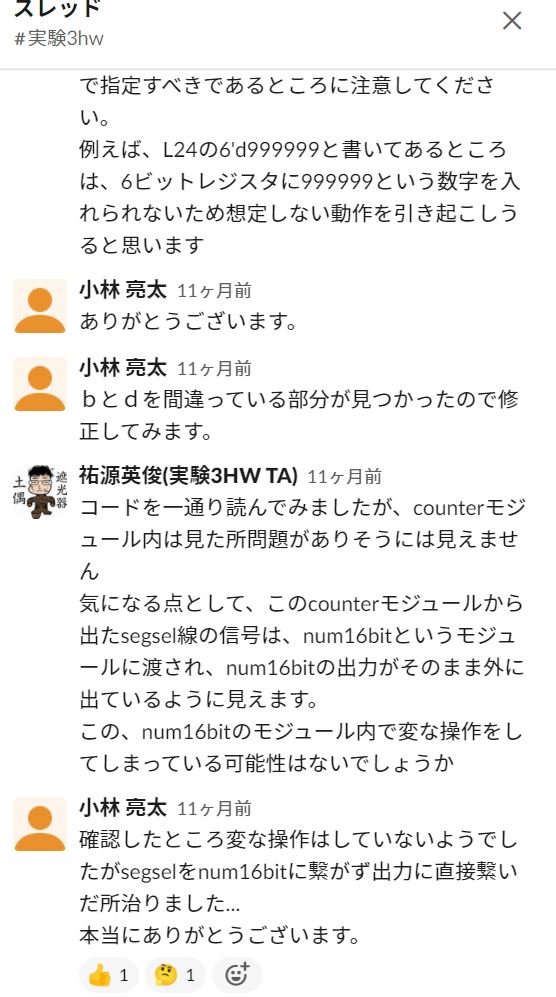 スレッド
#実験3hw
で指定すべきであるところに注意してくださ
い。
例えば、L24の6'd999999と書いてあるところ
は、6ビットレジスタに999999という数字を入
れられないため想定しない動作を引き起こしう
ると思います
小林 亮太 11ヶ月前
ありがとうございます。
小林 亮太 11ヶ月前
ｂとｄを間違っている部分が見つかったので修
正してみます。
土偶
遮光器
祐源英俊(実験3HW TA) 11ヶ月前
コードを一通り読んでみましたが、counterモジ
ュール内は見た所問題がありそうには見えませ
ん
気になる点として、このcounterモジュールから
出たsegsel線の信号は、num16bitというモジュ
ールに渡され、num16bitの出力がそのまま外に
出ているように見えます。
この、num16bitのモジュール内で変な操作をし
てしまっている可能性はないでしょうか
小林 亮太 11ヶ月前
確認したところ変な操作はしていないようでし
たがsegselをnum16bitに繋がず出力に直接繋い
だ所治りました...
本当にありがとうございます。
👍 1 🤔 1